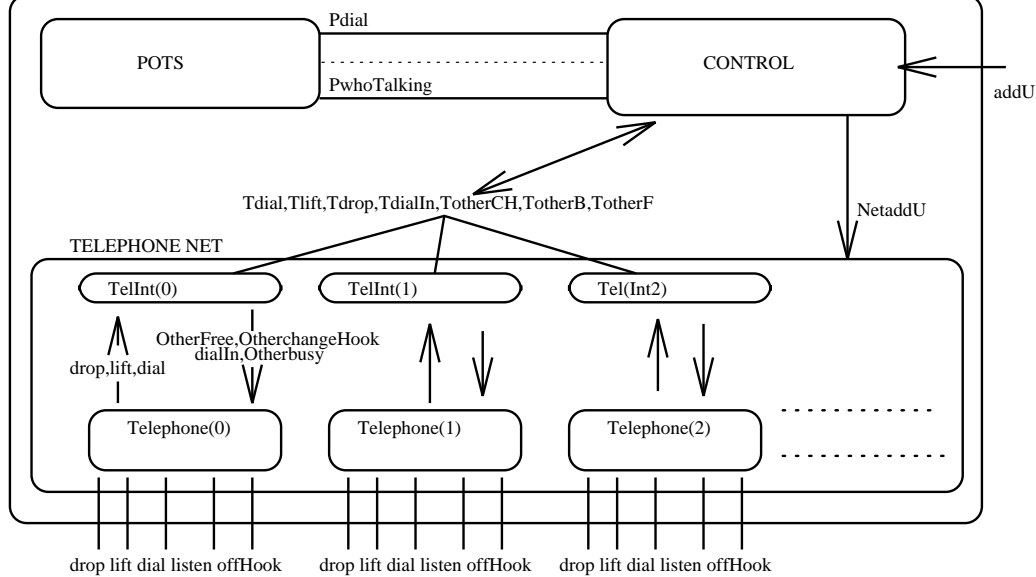 Pdial
POTS
CONTROL
PwhoTalking
addU
Tdial,Tlift,Tdrop,TdialIn,TotherCH,TotherB,TotherF
NetaddU
TELEPHONE NET
TelInt(0)
TelInt(1)
Tel(Int2)
OtherFree,OtherchangeHook
dialIn,Otherbusy
drop,lift,dial
Telephone(0)
Telephone(1)
Telephone(2)
drop lift dial listen offHook
drop lift dial listen offHook
drop lift dial listen offHook